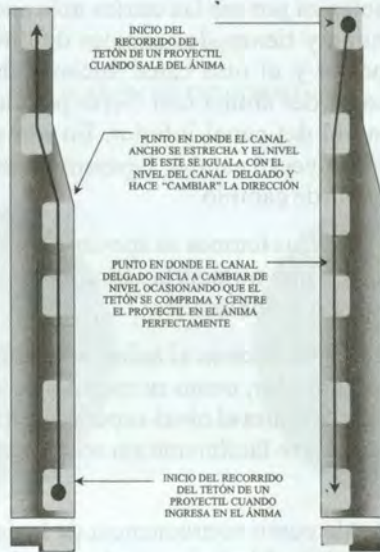 INICIO DEL
RECORRIDO DEL
TETÓN DE UN PROYECTIL
CUANDO SALE DEL ÁNIMA
PUNTO EN DONDE EL CANAL
ANCHO SE ESTRECHA Y EL NIVEL
DE ESTE SE IGUALA CON EL
NIVEL DEL CANAL DELGADO Y
HACE “CAMBIAR” LA DIRECCIÓN
PUNTO EN DONDE EL CANAL
DELGADO INICIA A CAMBIAR DE
NIVEL OCASIONANDO QUE EL
TETÓN SE COMPRIMA Y CENTRE
EL PROYECTIL EN EL ÁNIMA
PERFECTAMENTE
INICIO DEL RECORRIDO
DEL TETÓN DE UN
PROYECTIL CUANDO
INGRESA EN EL ÁNIMA